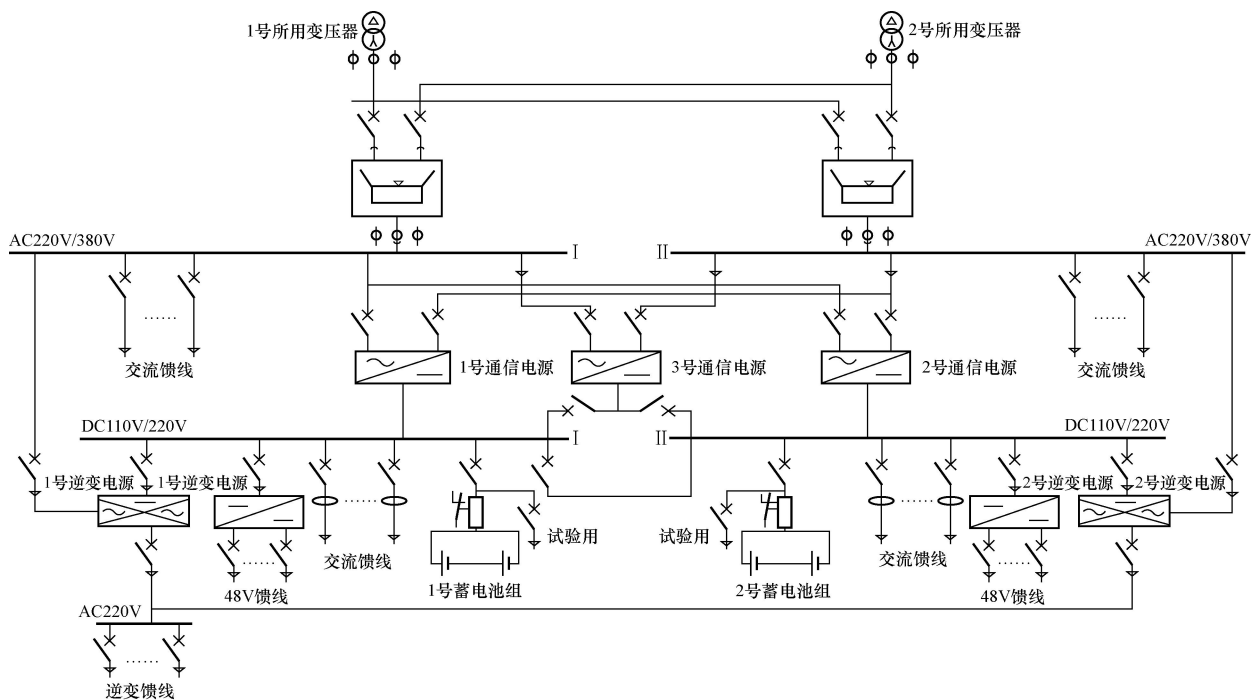 1号所用变压器
2号所用变压器
AC220V/380V
I
II
AC220V/380V
交流馈线
1号通信电源
3号通信电源
2号通信电源
交流馈线
DC110V/220V
I
II
DC110V/220V
1号逆变电源
1号逆变电源
2号逆变电源
2号逆变电源
交流馈线
试验用
试验用
交流馈线
48V馈线
1号蓄电池组
2号蓄电池组
48V馈线
AC220V
逆变馈线